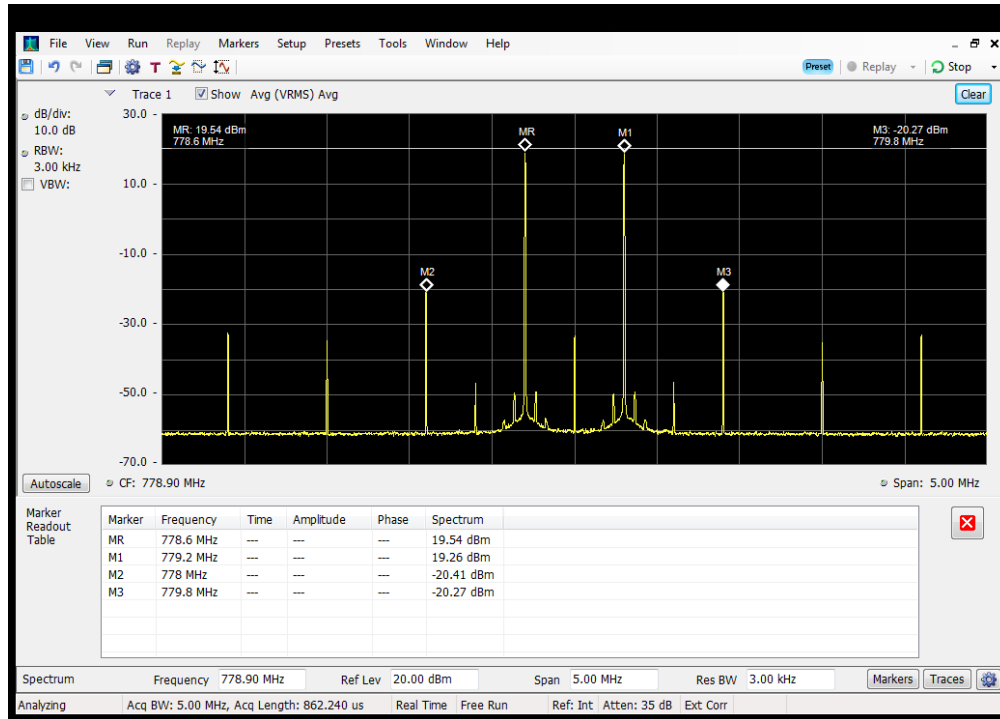 File View Run Replay Markers Setup Presets Tools Window Help
T Preset Replay Stop
Trace 1 Show Avg (VRMS) Avg Clear
dB/div: 30.0 -
10.0 dB MR: 19.54 dBm MR M1 M3: -20.27 dBm
778.6 MHz 779.8 MHz
RBW:
3.00 kHz
VBW: 10.0 -
-10.0 -
M2 M3
-30.0 -
-50.0 -
-70.0 -
Autoscale CF: 778.90 MHz Span: 5.00 MHz
Marker
Readout
Table
Marker Frequency Time Amplitude Phase Spectrum
MR 778.6 MHz --- --- --- 19.54 dBm
M1 779.2 MHz --- --- --- 19.26 dBm
M2 778 MHz --- --- --- -20.41 dBm
M3 779.8 MHz --- --- --- -20.27 dBm
Spectrum Frequency 778.90 MHz Ref Lev 20.00 dBm Span 5.00 MHz Res BW 3.00 kHz Markers Traces
Analyzing Acq BW: 5.00 MHz, Acq Length: 862.240 us Real Time Free Run Ref: Int Atten: 35 dB Ext Corr